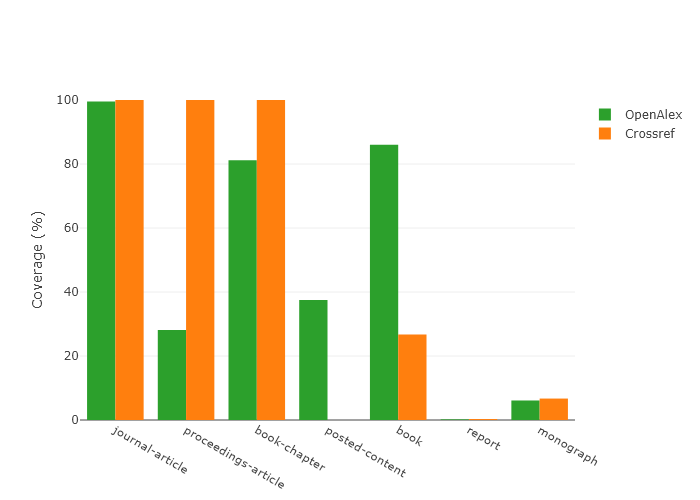 100
80
60
40
20
0
Coverage (%)
journal-article
proceedings-article
book-chapter
posted-content
book
report
monograph
OpenAlex
Crossref